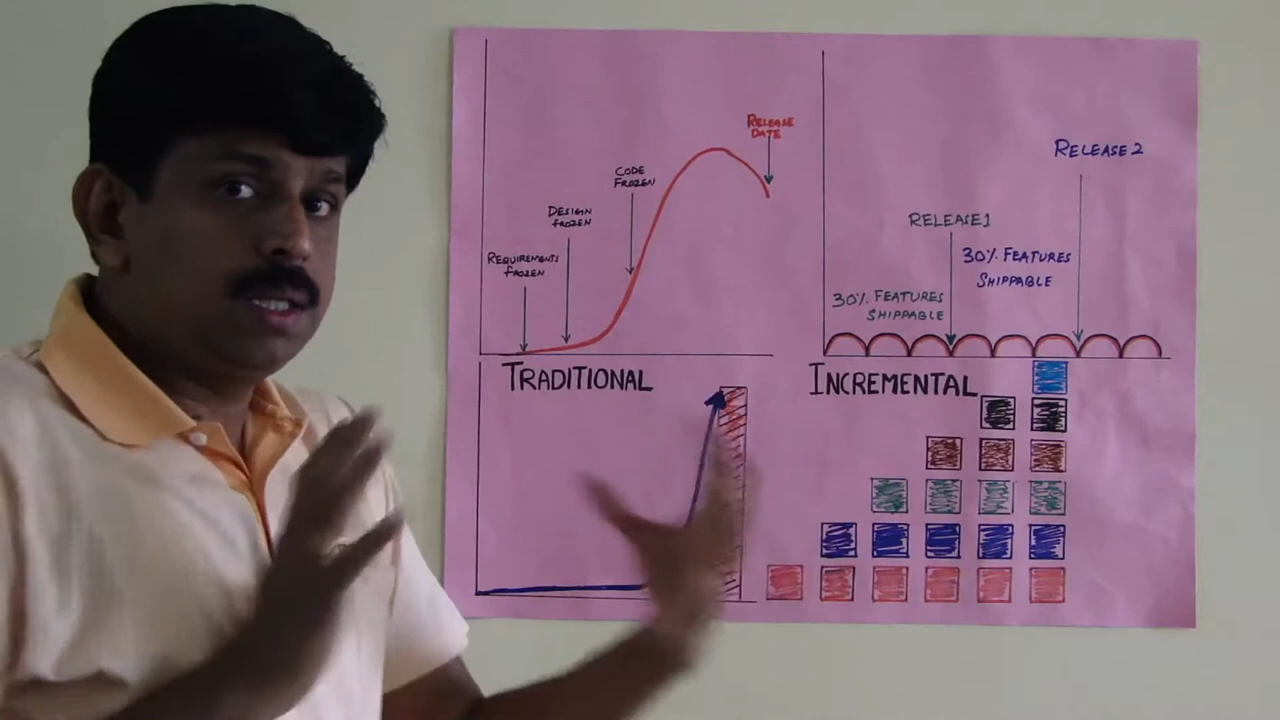 RELEASE
DATE
CODE
FROZEN
DESIGN
FROZEN
REQUIREMENTS
FROZEN
TRADITIONAL
RELEASE 2
RELEASE1
30% FEATURES
SHIPPABLE
30% FEATURES
SHIPPABLE
INCREMENTAL